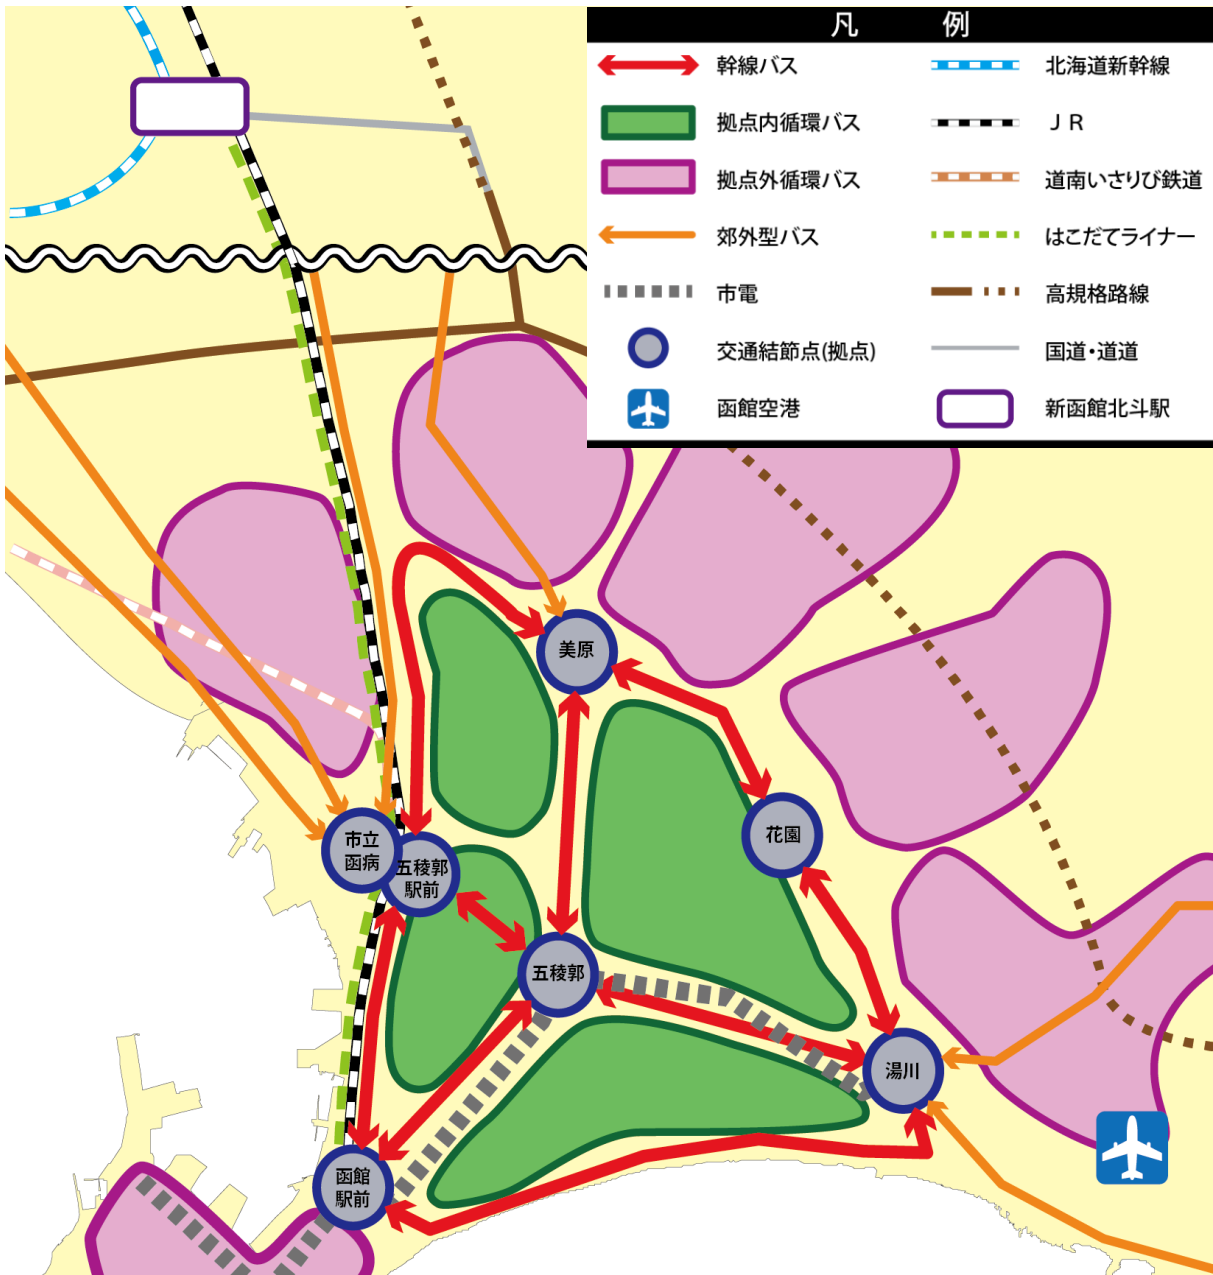 凡 例
幹線バス
北海道新幹線
拠点内循環バス
ＪＲ
拠点外循環バス
道南いさりび鉄道
郊外型バス
はこだてライナー
市電
高規格路線
交通結節点(拠点)
国道・道道
函館空港
新函館北斗駅
美原
花園
市立
函病
五稜郭
駅前
五稜郭
湯川
函館
駅前